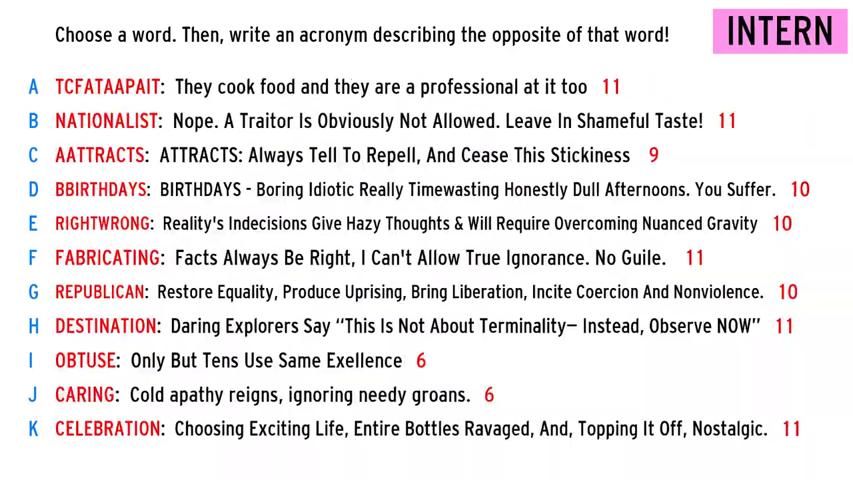 Choose a word. Then, write an acronym describing the opposite of that word!
INTERN
A TCFATAAPAIT: They cook food and they are a professional at it too 11
B NATIONALIST: Nope. A Traitor Is Obviously Not Allowed. Leave In Shameful Taste! 11
C AATTRACTS: ATTRACTS: Always Tell To Repell, And Cease This Stickiness 9
D BBIRTHDAYS: BIRTHDAYS - Boring Idiotic Really Timewasting Honestly Dull Afternoons. You Suffer. 10
E RIGHTWRONG: Reality's Indecisions Give Hazy Thoughts & Will Require Overcoming Nuanced Gravity 10
F FABRICATING: Facts Always Be Right, I Can't Allow True Ignorance. No Guile. 11
G REPUBLICAN: Restore Equality, Produce Uprising, Bring Liberation, Incite Coercion And Nonviolence. 10
H DESTINATION: Daring Explorers Say “This Is Not About Terminality— Instead, Observe NOW” 11
I OBTUSE: Only But Tens Use Same Exellence 6
J CARING: Cold apathy reigns, ignoring needy groans. 6
K CELEBRATION: Choosing Exciting Life, Entire Bottles Ravaged, And, Topping It Off, Nostalgic. 11